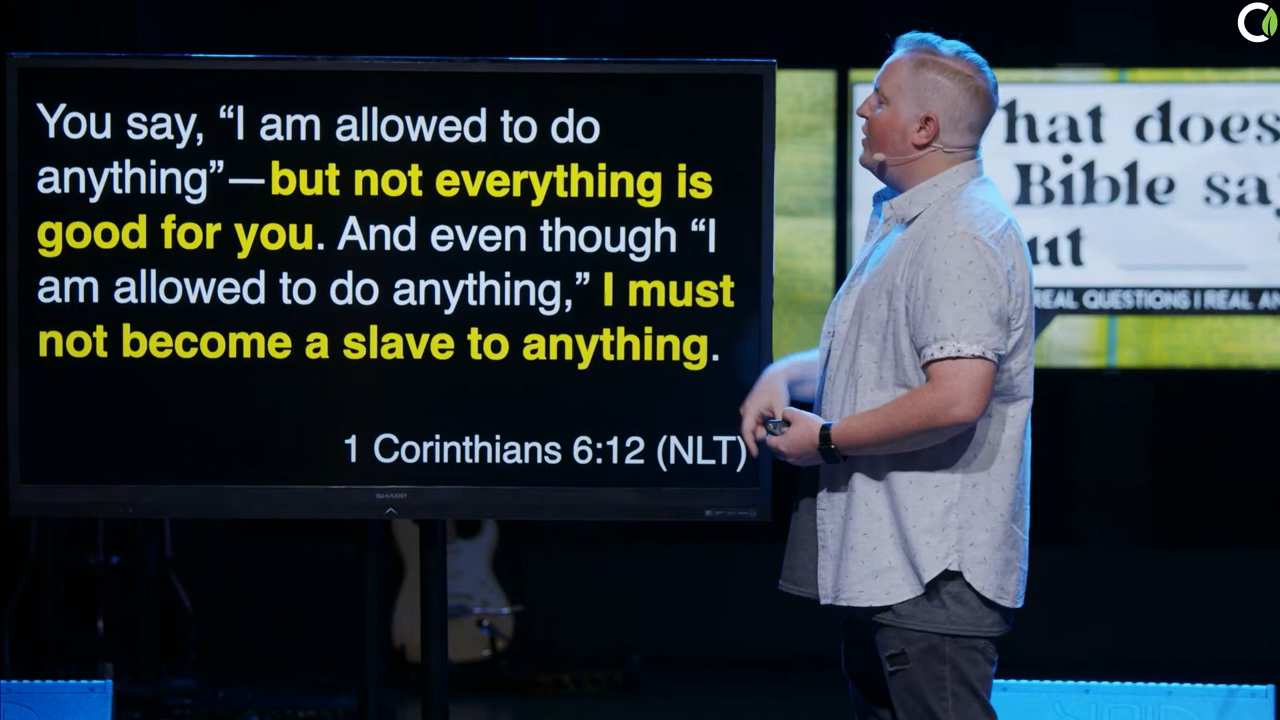 You say, “I am allowed to do
anything”—but not everything is
good for you. And even though “I
am allowed to do anything,” I must
not become a slave to anything.
1 Corinthians 6:12 (NLT)
SHARP
hat does
Bible sa
ut
REAL QUESTIONS | REAL AN